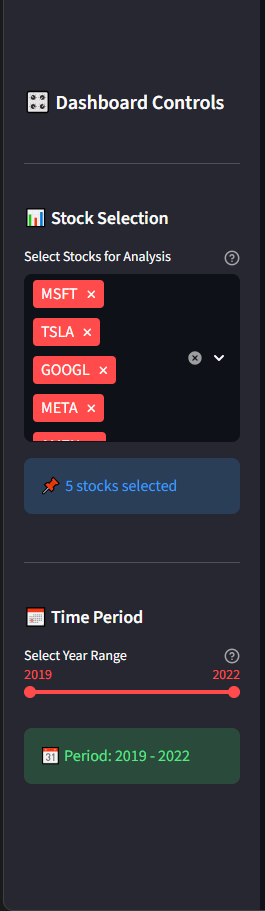 Dashboard Controls
Stock Selection
Select Stocks for Analysis
MSFT
TSLA
GOOGL
META
5 stocks selected
Time Period
Select Year Range
2019 2022
Period: 2019 - 2022